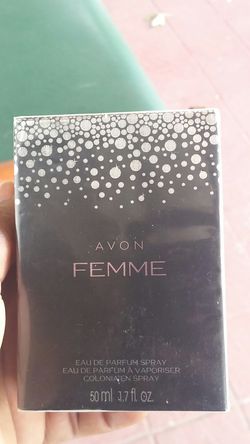 AVON
FEMME
EAU DE PARFUM SPRAY
EAU DE PARFUM À VAPORISER
COLONIA EN SPRAY
50 ml 1.7 fl. oz.